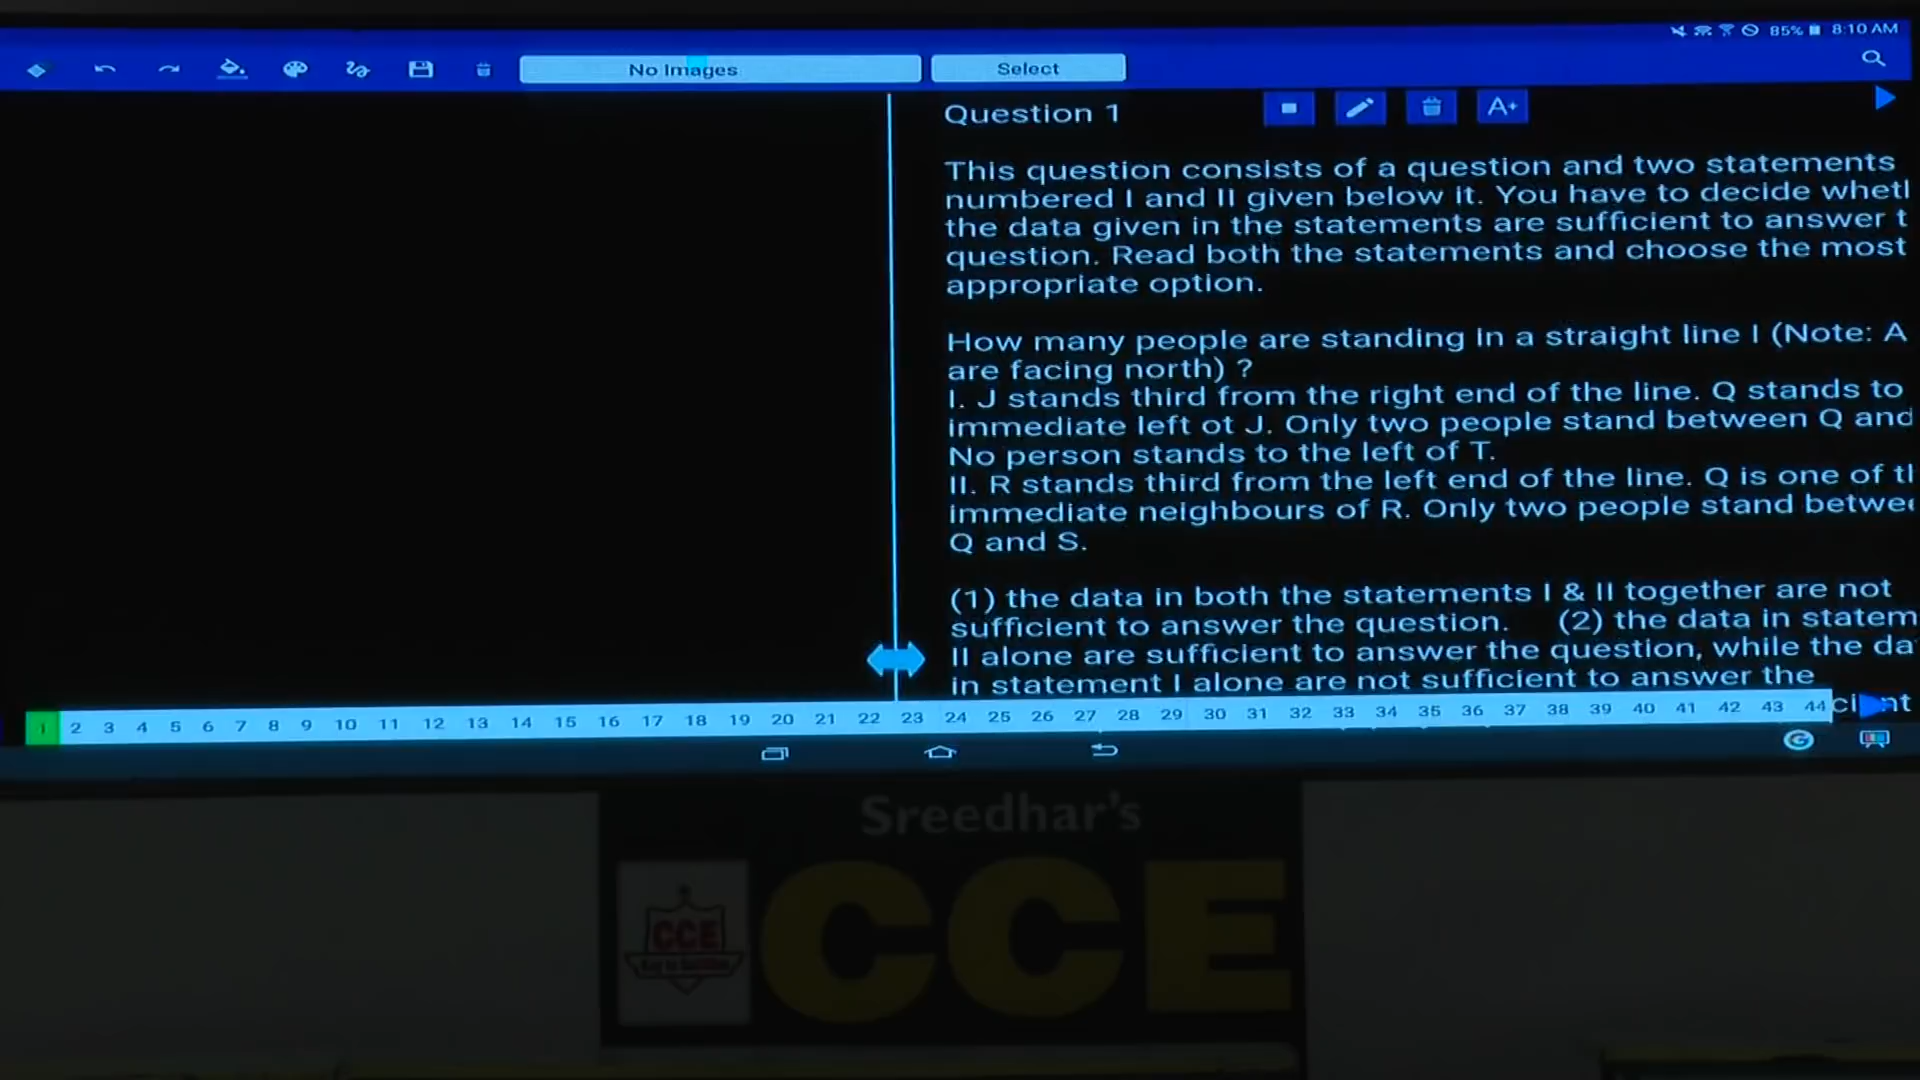 85% 8:10 AM
No Images
Select
Question 1
A+
This question consists of a question and two statements
numbered I and II given below it. You have to decide whetl
the data given in the statements are sufficient to answer t
question. Read both the statements and choose the most
appropriate option.
How many people are standing in a straight line I (Note: A
are facing north) ?
I. J stands third from the right end of the line. Q stands to
immediate left ot J. Only two people stand between Q and
No person stands to the left of T.
II. R stands third from the left end of the line. Q is one of tl
immediate neighbours of R. Only two people stand betwe
Q and S.
(1) the data in both the statements I & II together are not
sufficient to answer the question. (2) the data in statem
II alone are sufficient to answer the question, while the da
in statement I alone are not sufficient to answer the
1 2 3 4 5 6 7 8 9 10 11 12 13 14 15 16 17 18 19 20 21 22 23 24 25 26 27 28 29 30 31 32 33 34 35 36 37 38 39 40 41 42 43 44
Sreedhar's
CCE
CCE